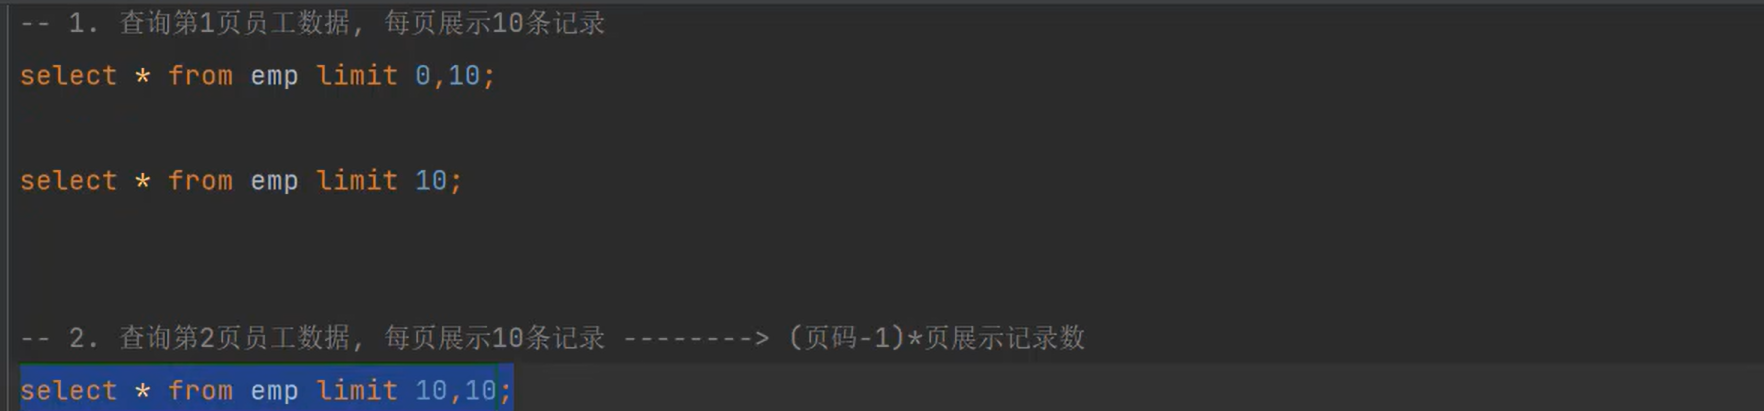 -- 1. 查询第1页员工数据, 每页展示10条记录
select * from emp limit 0,10;
select * from emp limit 10;
-- 2. 查询第2页员工数据, 每页展示10条记录 --------> (页码-1)*页展示记录数
select * from emp limit 10,10;